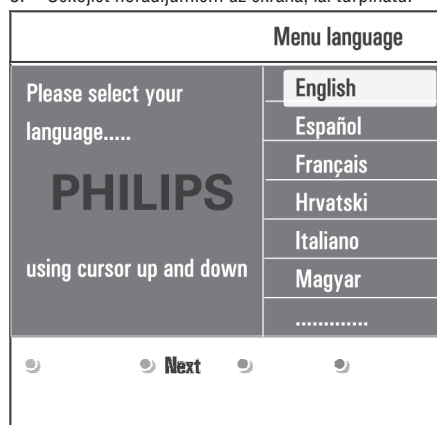 Menu language
Please select your
language.....
PHILIPS
using cursor up and down
English
Español
Français
Hrvatski
Italiano
Magyar
.............
Next